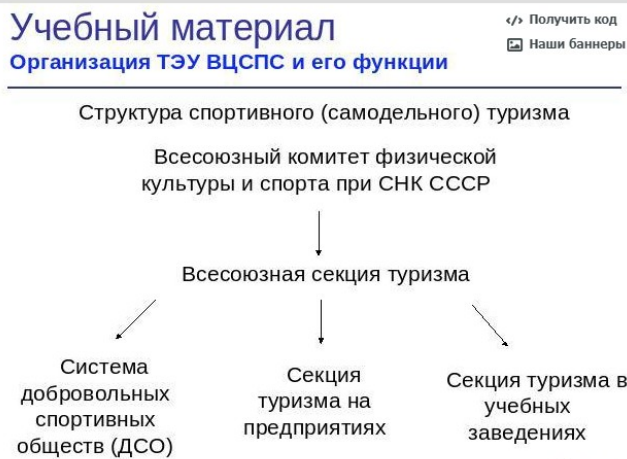 Учебный материал
</> Получить код
Наши баннеры
Организация ТЭУ ВЦСПС и его функции
Структура спортивного (самодельного) туризма
Всесоюзный комитет физической
культуры и спорта при СНК СССР
Всесоюзная секция туризма
Система
добровольных
спортивных
обществ (ДСО)
Секция
туризма на
предприятиях
Секция туризма в
учебных
заведениях